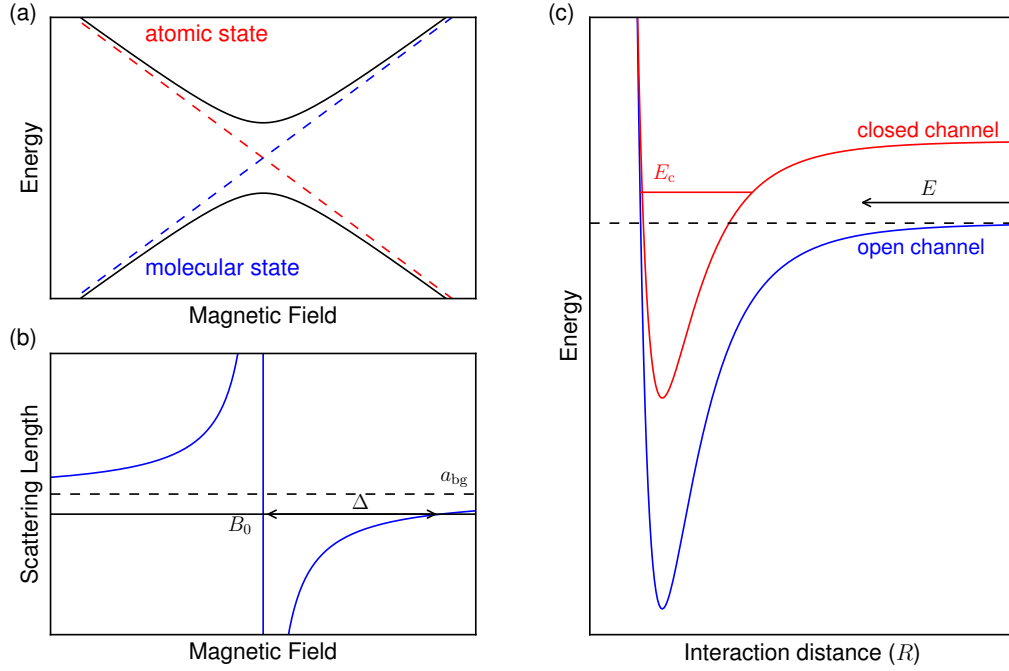 (a)
atomic state
molecular state
Energy
Magnetic Field
(b)
a_bg
Δ
B_0
Scattering Length
Magnetic Field
(c)
closed channel
E_c
E
open channel
Energy
Interaction distance (R)